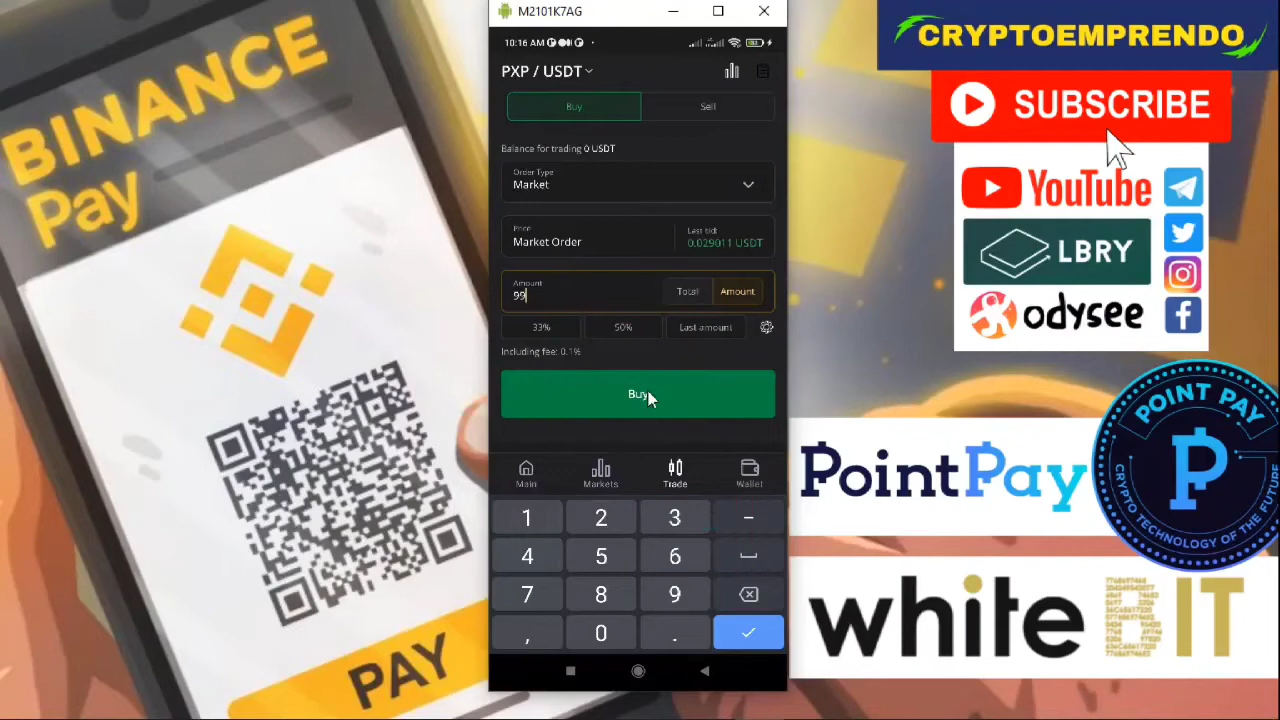 BINANCE
Pay
PAY
M2101K7AG
10:16 AM
PXP / USDT
Buy
Sell
Balance for trading 0 USDT
Order Type
Market
Price
Market Order
Last bid:
0.029011 USDT
Amount
99
Total
Amount
33%
50%
Last amount
Including fee: 0.1%
Buy
Main
Markets
Trade
Wallet
1 2 3 -
4 5 6
7 8 9
, 0 .
CRYPTOEMPRENDO
SUBSCRIBE
YouTube
LBRY
odysee
PointPay
POINT PAY
CRYPTO TECHNOLOGY OF THE FUTURE
whiteBIT